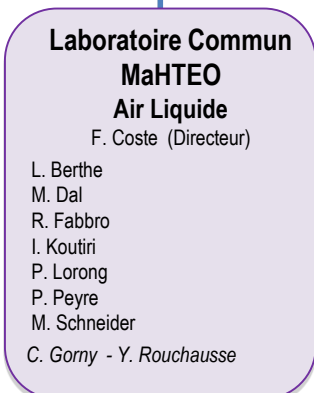 Laboratoire Commun
MaHTEO
Air Liquide
F. Coste (Directeur)
L. Berthe
M. Dal
R. Fabbro
I. Koutiri
P. Lorong
P. Peyre
M. Schneider
C. Gorny - Y. Rouchausse